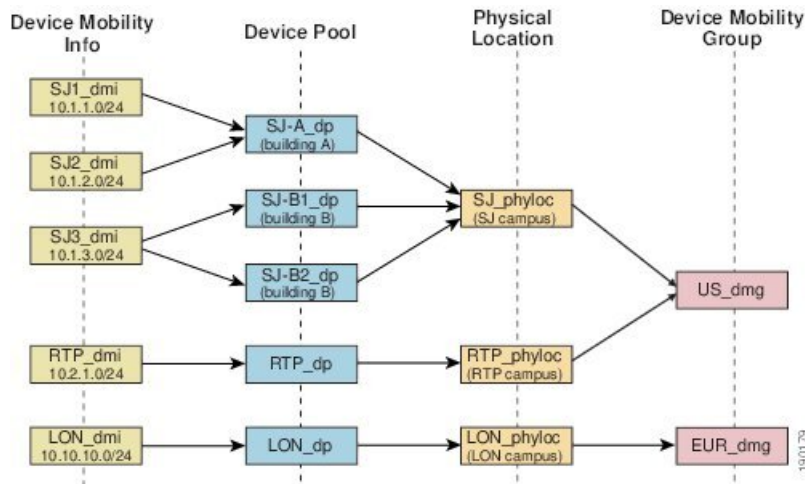 Device Mobility
Info
Device Pool
Physical
Location
Device Mobility
Group
SJ1_dmi
10.1.1.0/24
SJ2_dmi
10.1.2.0/24
SJ3_dmi
10.1.3.0/24
RTP_dmi
10.2.1.0/24
LON_dmi
10.10.10.0/24
SJ-A_dp
(building A)
SJ-B1_dp
(building B)
SJ-B2_dp
(building B)
RTP_dp
LON_dp
SJ_phyloc
(SJ campus)
RTP_phyloc
(RTP campus)
LON_phyloc
(LON campus)
US_dmg
EUR_dmg
190179